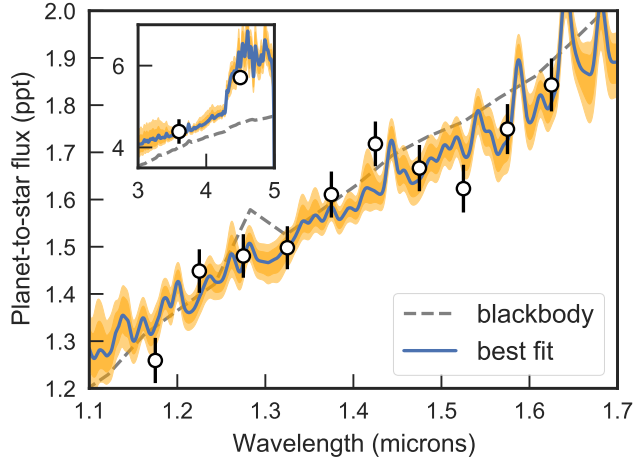 2.0
1.9
1.8
1.7
1.6
1.5
1.4
1.3
1.2
Planet-to-star flux (ppt)
6
4
3 4 5
blackbody
best fit
1.1 1.2 1.3 1.4 1.5 1.6 1.7
Wavelength (microns)